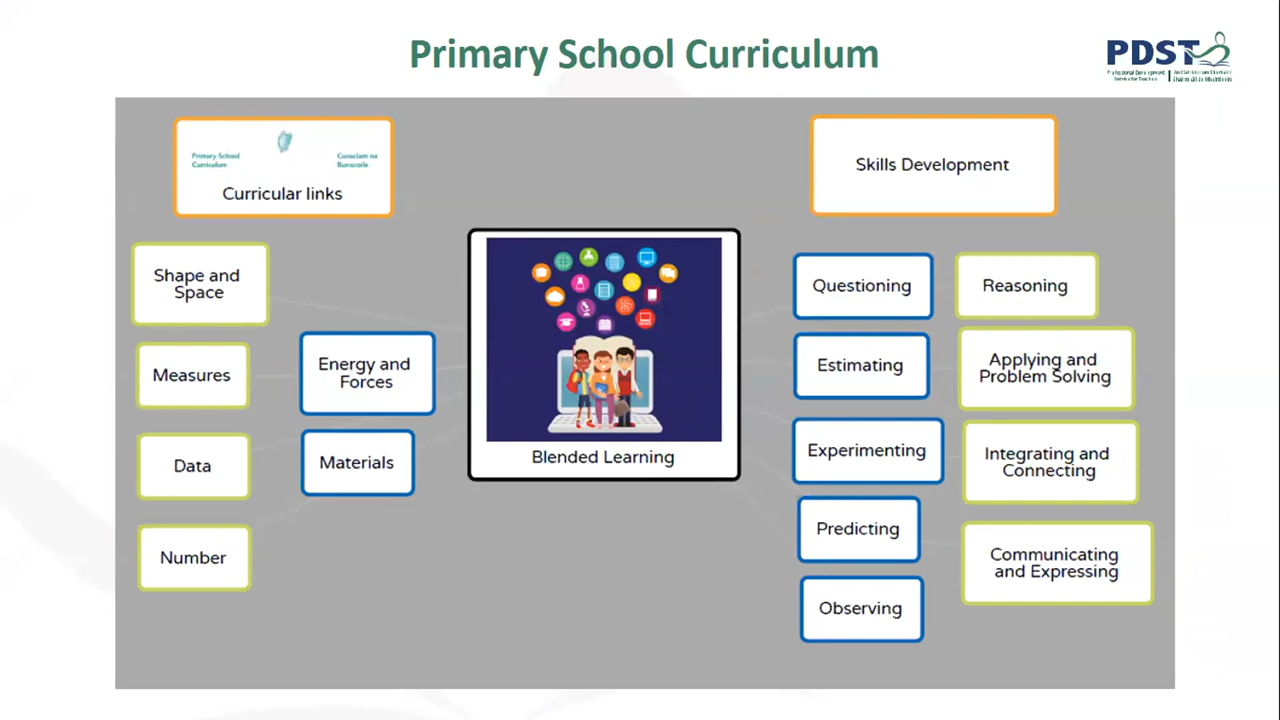 Primary School Curriculum
PDST
Primary School
Curriculum
Curaclam na
Bunscoile
Curricular links
Skills Development
Shape and
Space
Measures
Data
Number
Energy and
Forces
Materials
Blended Learning
Questioning
Estimating
Experimenting
Predicting
Observing
Reasoning
Applying and
Problem Solving
Integrating and
Connecting
Communicating
and Expressing